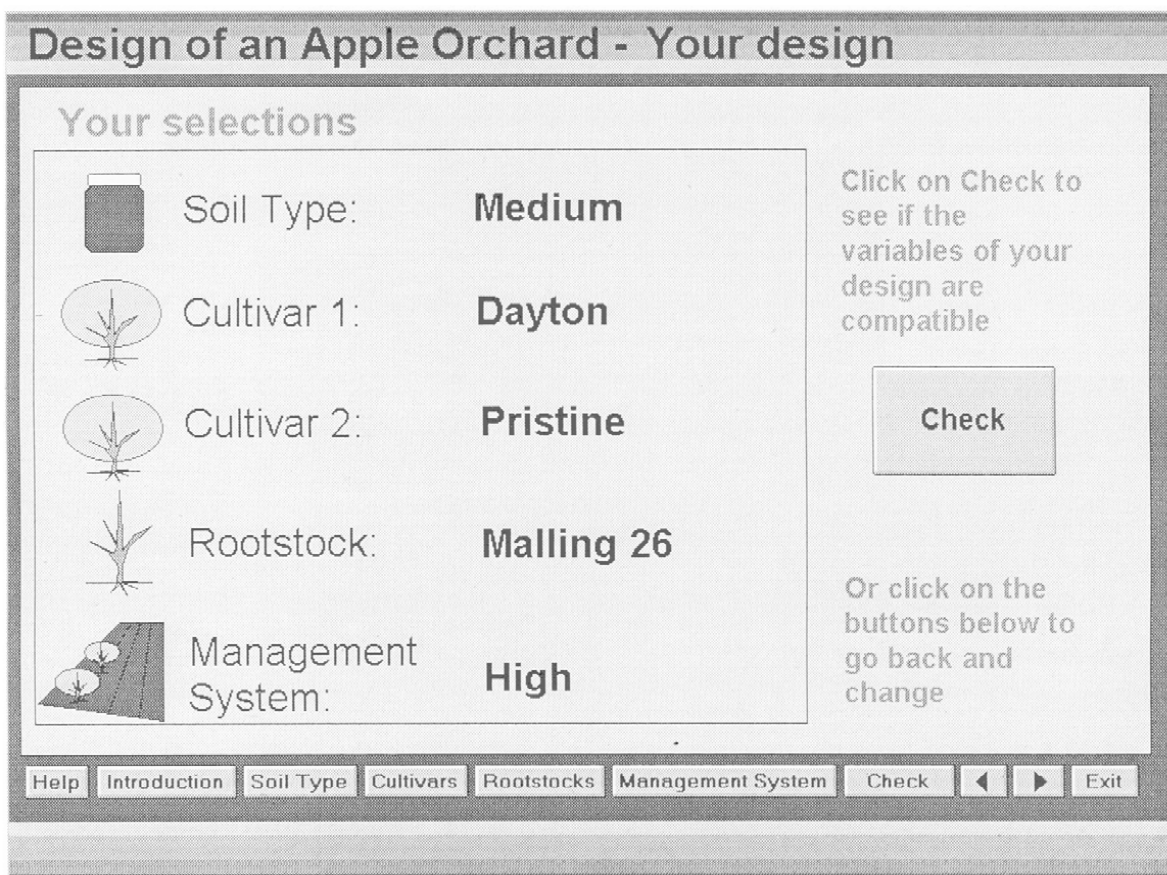 Design of an Apple Orchard - Your design
Your selections
Soil Type: Medium
Cultivar 1: Dayton
Cultivar 2: Pristine
Rootstock: Malling 26
Management
System: High
Click on Check to
see if the
variables of your
design are
compatible
Check
Or click on the
buttons below to
go back and
change
Help Introduction Soil Type Cultivars Rootstocks Management System Check Exit